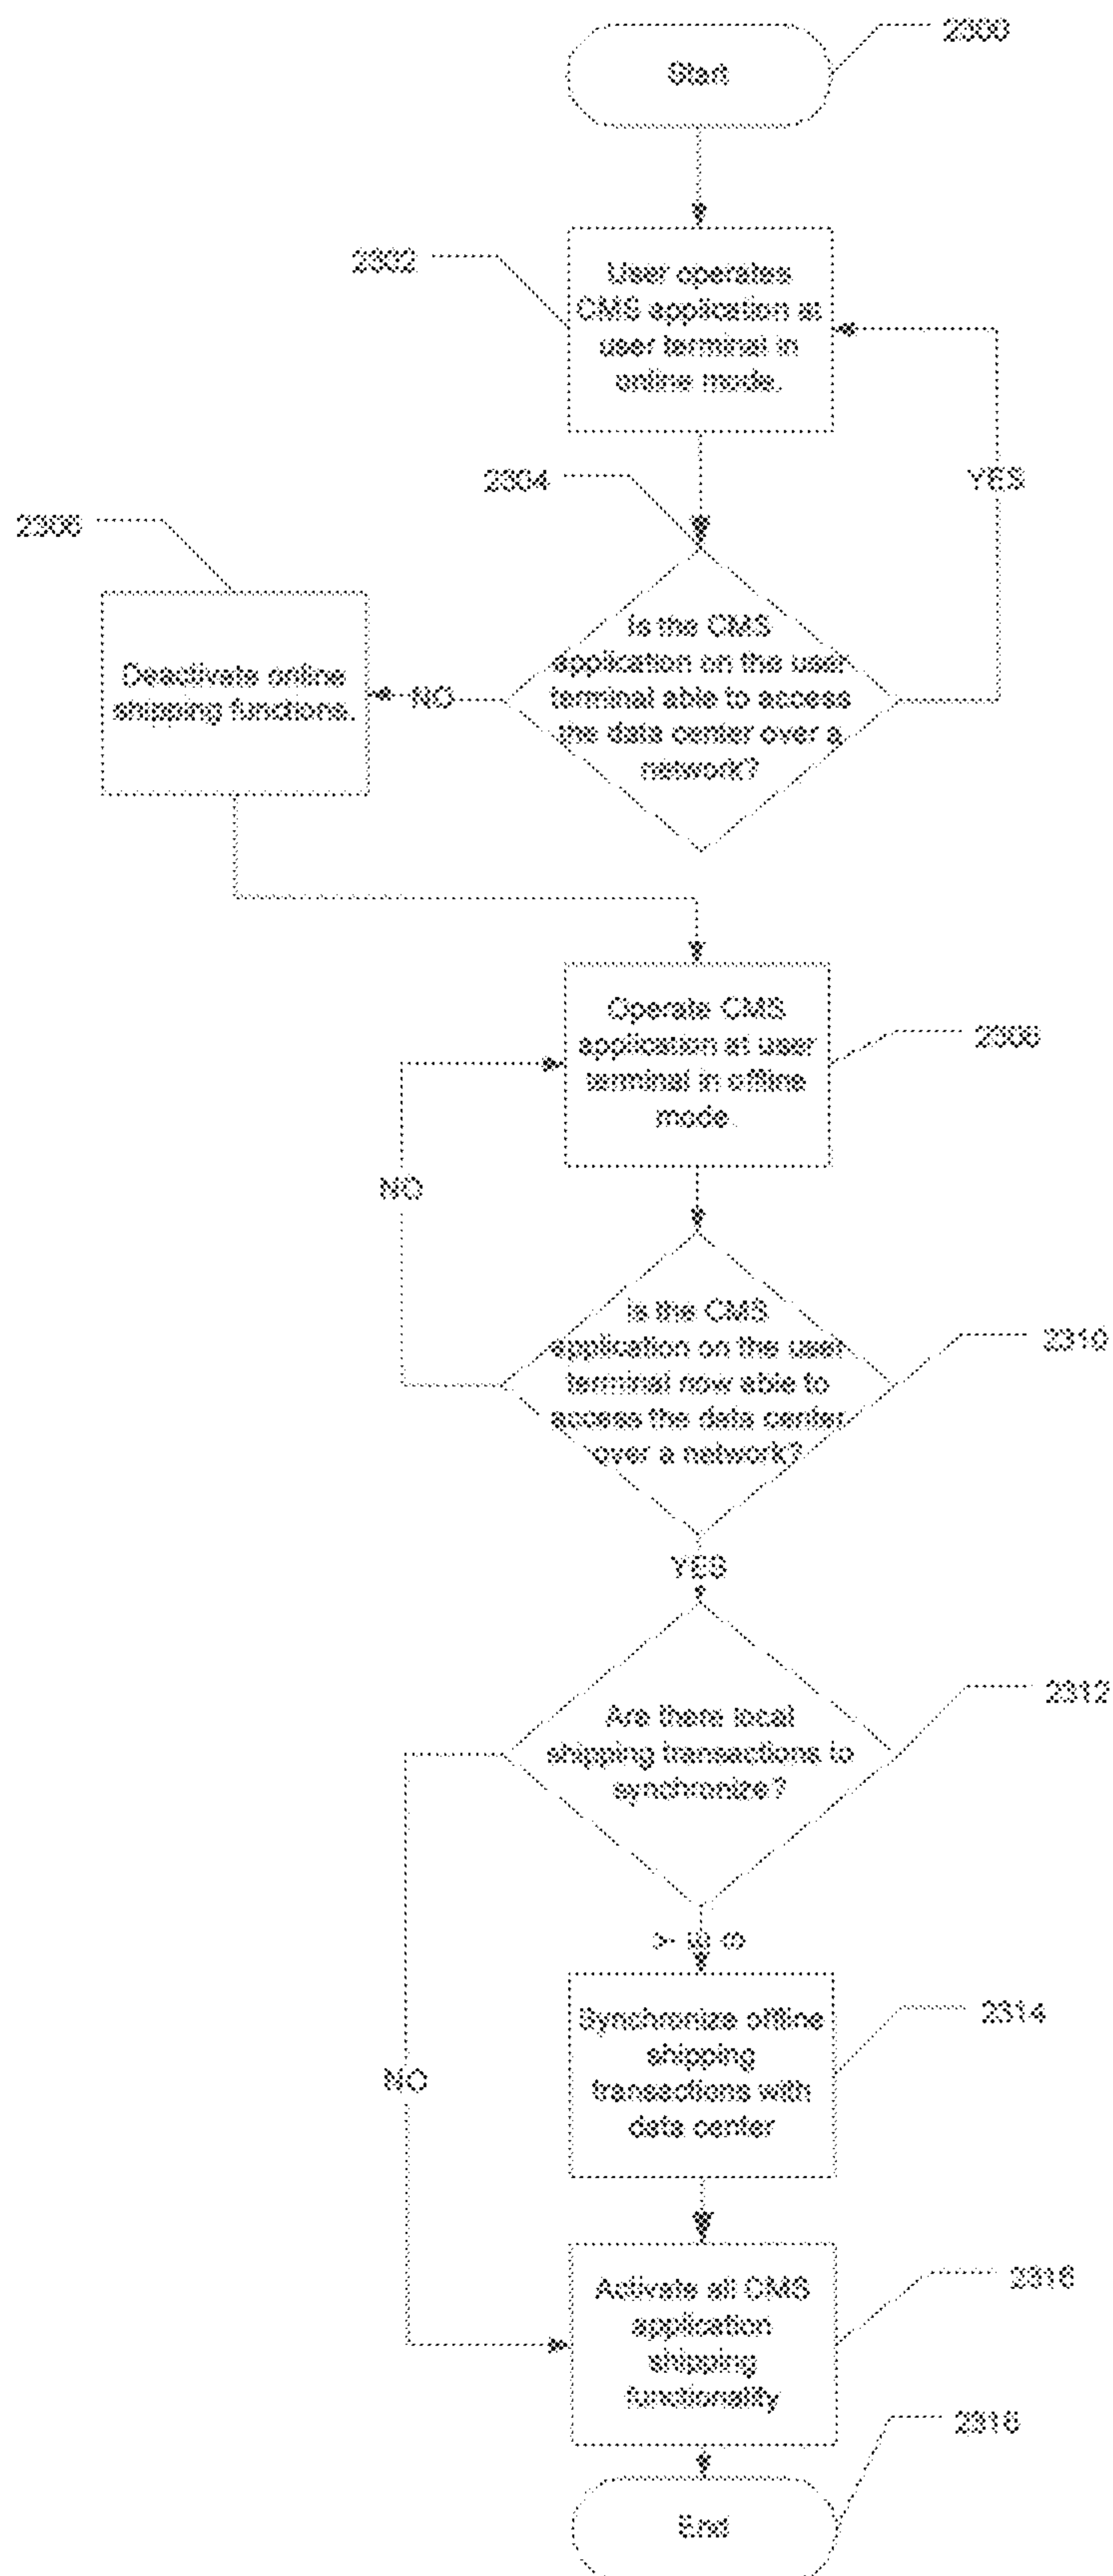 Start
2300
2302
User operates
CMS application at
user terminal in
online mode.
2304
YES
2306
Is the CMS
application on the user
terminal able to access
the data center over a
network?
Deactivate online
shipping functions.
NO
Operate CMS
application at user
terminal in offline
mode.
2308
NO
Is the CMS
application on the user
terminal now able to
access the data center
over a network?
2310
YES
Are there local
shipping transactions to
synchronize?
2312
YES
Synchronize offline
shipping
transactions with
data center
2314
NO
Activate all CMS
application
shipping
functionality
2316
2318
End